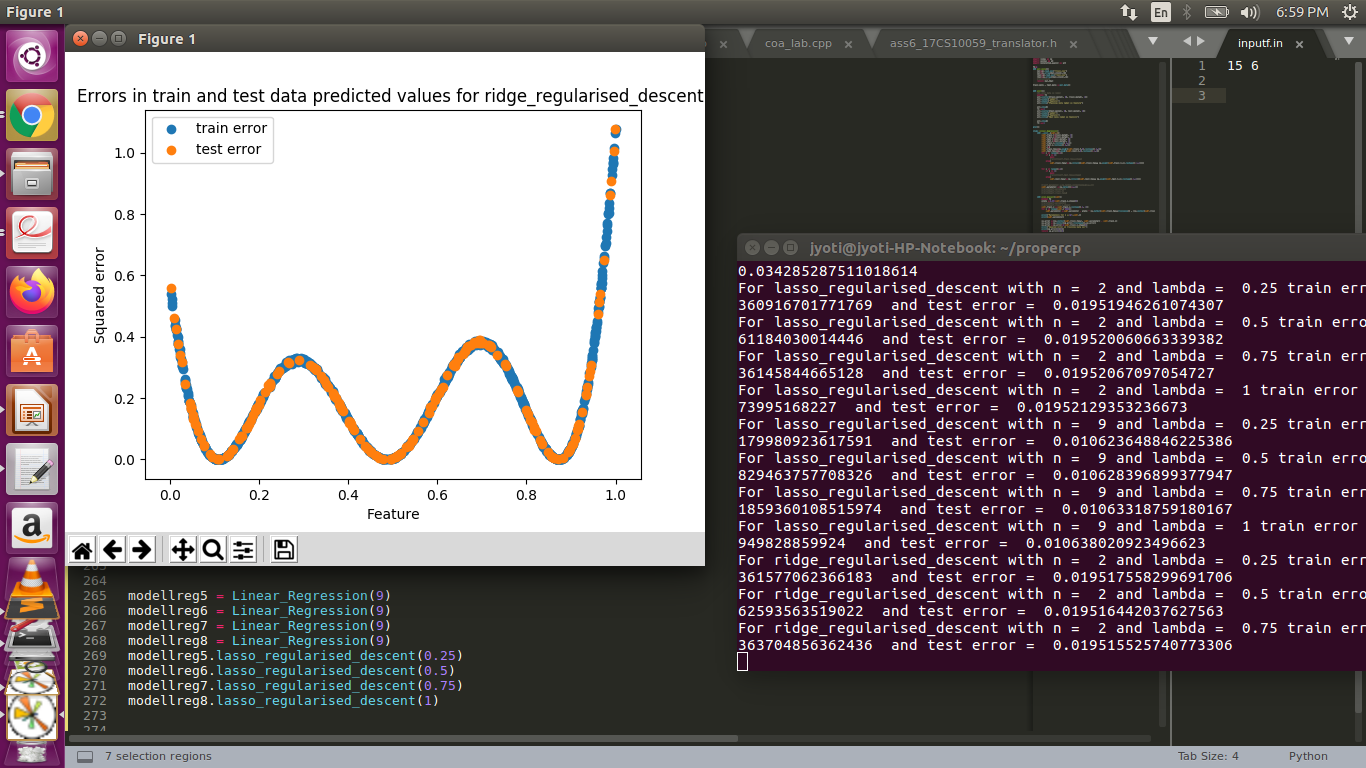 Figure 1
En
6:59 PM
Figure 1
coa_lab.cpp
ass6_17CS10059_translator.h
inputf.in
1 15 6
2
3
Errors in train and test data predicted values for ridge_regularised_descent
train error
test error
1.0
0.8
0.6
0.4
0.2
0.0
Squared error
0.0 0.2 0.4 0.6 0.8 1.0
Feature
jyoti@jyoti-HP-Notebook: ~/propercp
0.034285287511018614
For lasso_regularised_descent with n =  2 and lambda =  0.25 train err
360916701771769  and test error =  0.01951946261074307
For lasso_regularised_descent with n =  2 and lambda =  0.5 train erro
61184030014446  and test error =  0.019520060663339382
For lasso_regularised_descent with n =  2 and lambda =  0.75 train err
36145844665128  and test error =  0.01952067097054727
For lasso_regularised_descent with n =  2 and lambda =  1 train error
73995168227  and test error =  0.01952129353236673
For lasso_regularised_descent with n =  9 and lambda =  0.25 train err
179980923617591  and test error =  0.010623648846225386
For lasso_regularised_descent with n =  9 and lambda =  0.5 train erro
829463757708326  and test error =  0.0106283968993779​47
For lasso_regularised_descent with n =  9 and lambda =  0.75 train err
1859360108515974  and test error =  0.01063318759180167
For lasso_regularised_descent with n =  9 and lambda =  1 train error
949828859924  and test error =  0.010638020923496623
For ridge_regularised_descent with n =  2 and lambda =  0.25 train err
361577062366183  and test error =  0.019517558299691706
For ridge_regularised_descent with n =  2 and lambda =  0.5 train erro
62593563519022  and test error =  0.0195164420376275​63
For ridge_regularised_descent with n =  2 and lambda =  0.75 train err
363704856362436  and test error =  0.019515525740773306
263
264
265 modellreg5 = Linear_Regression(9)
266 modellreg6 = Linear_Regression(9)
267 modellreg7 = Linear_Regression(9)
268 modellreg8 = Linear_Regression(9)
269 modellreg5.lasso_regularised_descent(0.25)
270 modellreg6.lasso_regularised_descent(0.5)
271 modellreg7.lasso_regularised_descent(0.75)
272 modellreg8.lasso_regularised_descent(1)
273
274
7 selection regions
Tab Size: 4
Python